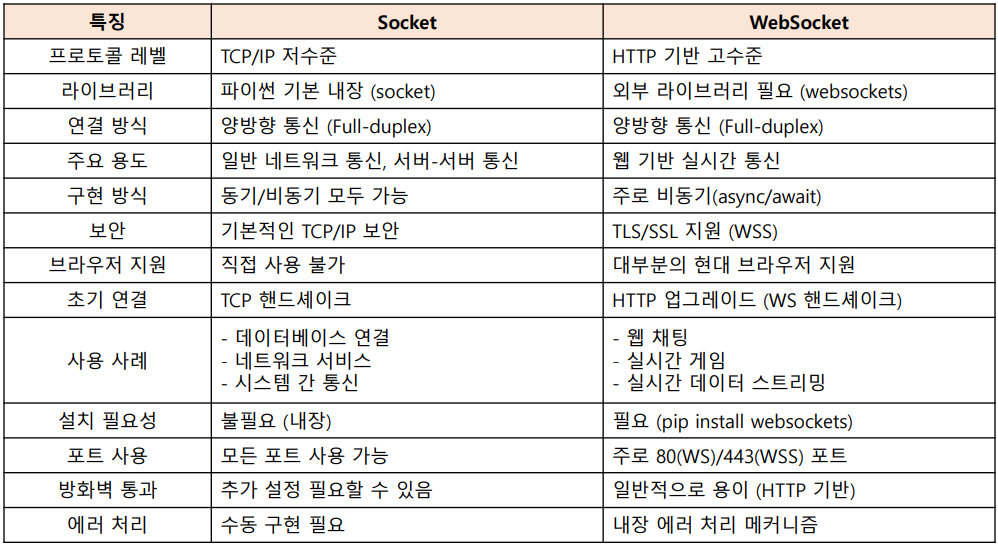 특징 Socket WebSocket
프로토콜 레벨 TCP/IP 저수준 HTTP 기반 고수준
라이브러리 파이썬 기본 내장 (socket) 외부 라이브러리 필요 (websockets)
연결 방식 양방향 통신 (Full-duplex) 양방향 통신 (Full-duplex)
주요 용도 일반 네트워크 통신, 서버-서버 통신 웹 기반 실시간 통신
구현 방식 동기/비동기 모두 가능 주로 비동기(async/await)
보안 기본적인 TCP/IP 보안 TLS/SSL 지원 (WSS)
브라우저 지원 직접 사용 불가 대부분의 현대 브라우저 지원
초기 연결 TCP 핸드셰이크 HTTP 업그레이드 (WS 핸드셰이크)
사용 사례
- 데이터베이스 연결
- 네트워크 서비스
- 시스템 간 통신
- 웹 채팅
- 실시간 게임
- 실시간 데이터 스트리밍
설치 필요성 불필요 (내장) 필요 (pip install websockets)
포트 사용 모든 포트 사용 가능 주로 80(WS)/443(WSS) 포트
방화벽 통과 추가 설정 필요할 수 있음 일반적으로 용이 (HTTP 기반)
에러 처리 수동 구현 필요 내장 에러 처리 메커니즘